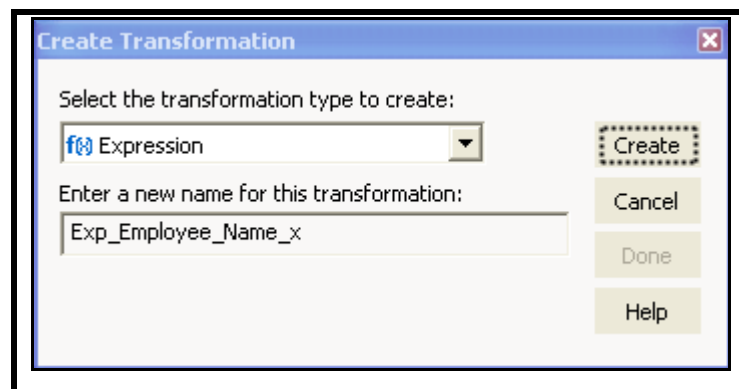 Create Transformation
Select the transformation type to create:
f(x) Expression
Create
Enter a new name for this transformation:
Cancel
Exp_Employee_Name_x
Done
Help